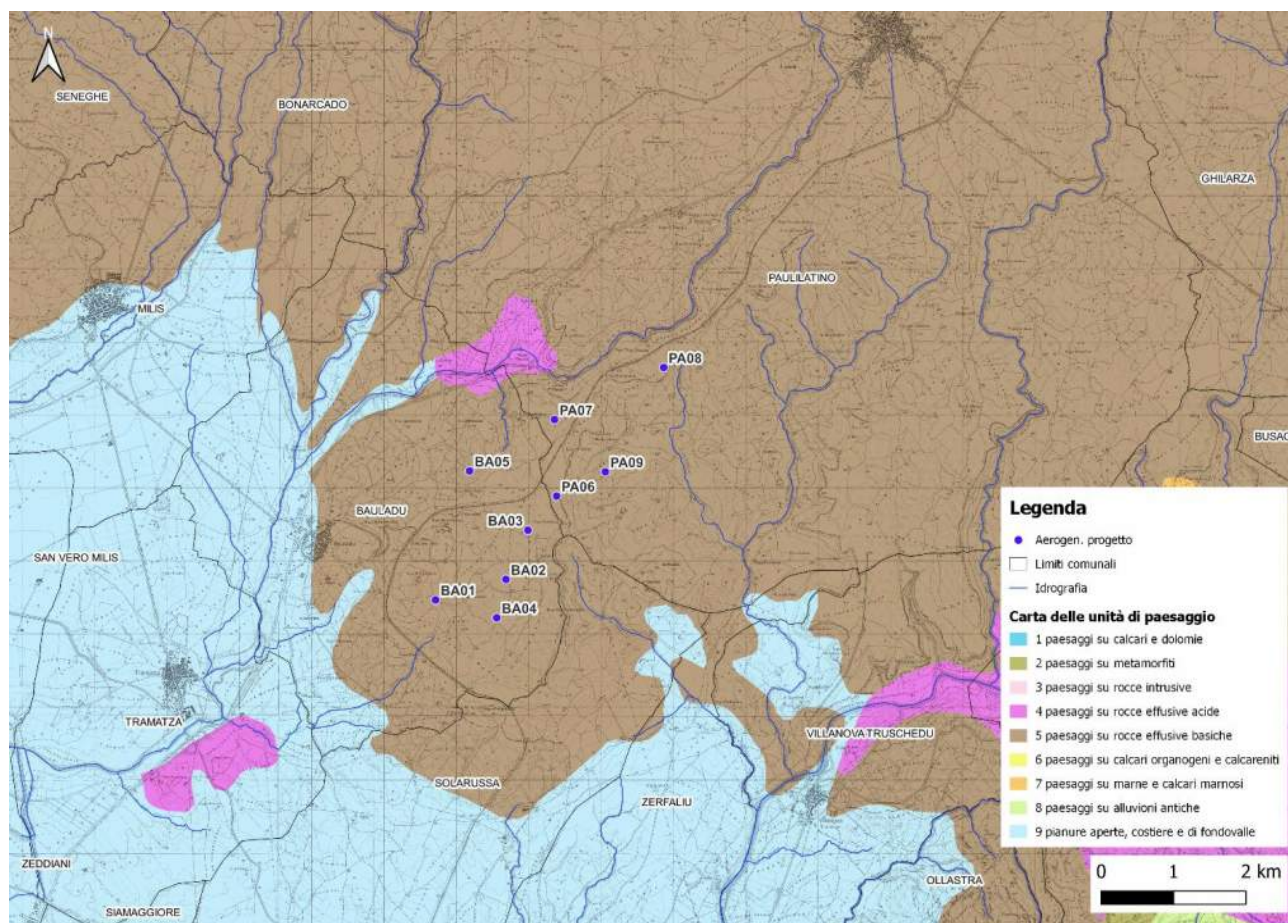 N
SENEGHE
BONARCADO
GHILARZA
PAULILATINO
MILIS
PA08
PA07
BUSAC
BA05
PA09
PA06
BAULADU
BA03
SAN VERO MILIS
BA02
BA01
BA04
TRAMATZA
VILLANOVA TRUSCHEDU
SOLARUSSA
ZERFALIU
ZEDDIANI
OLLASTRA
SIAMAGGIORE
Legenda
Aerogen. progetto
Limiti comunali
Idrografia
Carta delle unità di paesaggio
1 paesaggi su calcari e dolomie
2 paesaggi su metamorfiti
3 paesaggi su rocce intrusive
4 paesaggi su rocce effusive acide
5 paesaggi su rocce effusive basiche
6 paesaggi su calcari organogeni e calcareniti
7 paesaggi su marne e calcari marnosi
8 paesaggi su alluvioni antiche
9 pianure aperte, costiere e di fondovalle
0 1 2 km